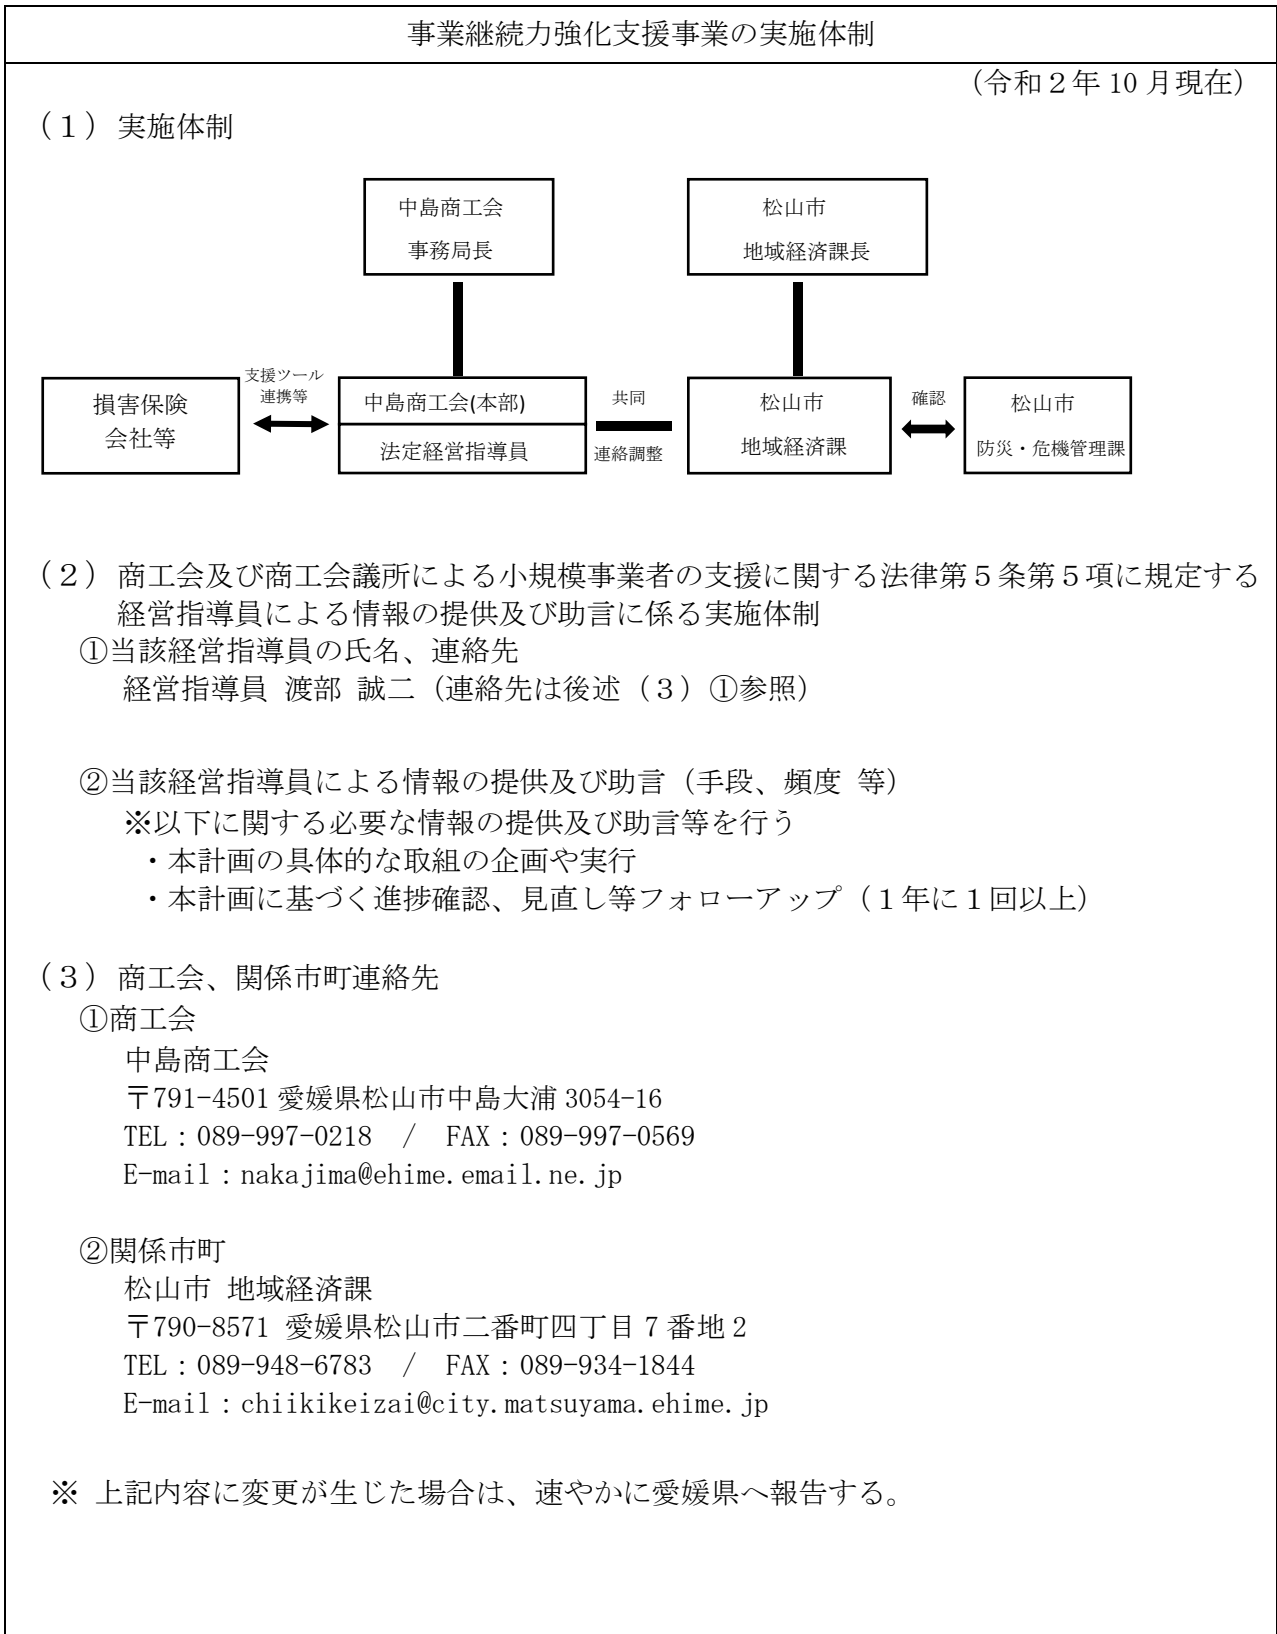 事業継続力強化支援事業の実施体制
(令和2年10月現在)
(1) 実施体制
中島商工会
事務局長
松山市
地域経済課長
損害保険
会社等
支援ツール
連携等
中島商工会(本部)
法定経営指導員
共同
連絡調整
松山市
地域経済課
確認
松山市
防災・危機管理課
(2) 商工会及び商工会議所による小規模事業者の支援に関する法律第5条第5項に規定する
経営指導員による情報の提供及び助言に係る実施体制
①当該経営指導員の氏名、連絡先
経営指導員 渡部 誠二 (連絡先は後述(3)①参照)
②当該経営指導員による情報の提供及び助言(手段、頻度 等)
※以下に関する必要な情報の提供及び助言等を行う
・本計画の具体的な取組の企画や実行
・本計画に基づく進捗確認、見直し等フォローアップ(1年に1回以上)
(3) 商工会、関係市町連絡先
①商工会
中島商工会
〒791-4501 愛媛県松山市中島大浦 3054-16
TEL:089-997-0218 / FAX:089-997-0569
E-mail:nakajima@ehime.email.ne.jp
②関係市町
松山市 地域経済課
〒790-8571 愛媛県松山市二番町四丁目7番地2
TEL:089-948-6783 / FAX:089-934-1844
E-mail:chiikikeizai@city.matsuyama.ehime.jp
※ 上記内容に変更が生じた場合は、速やかに愛媛県へ報告する。